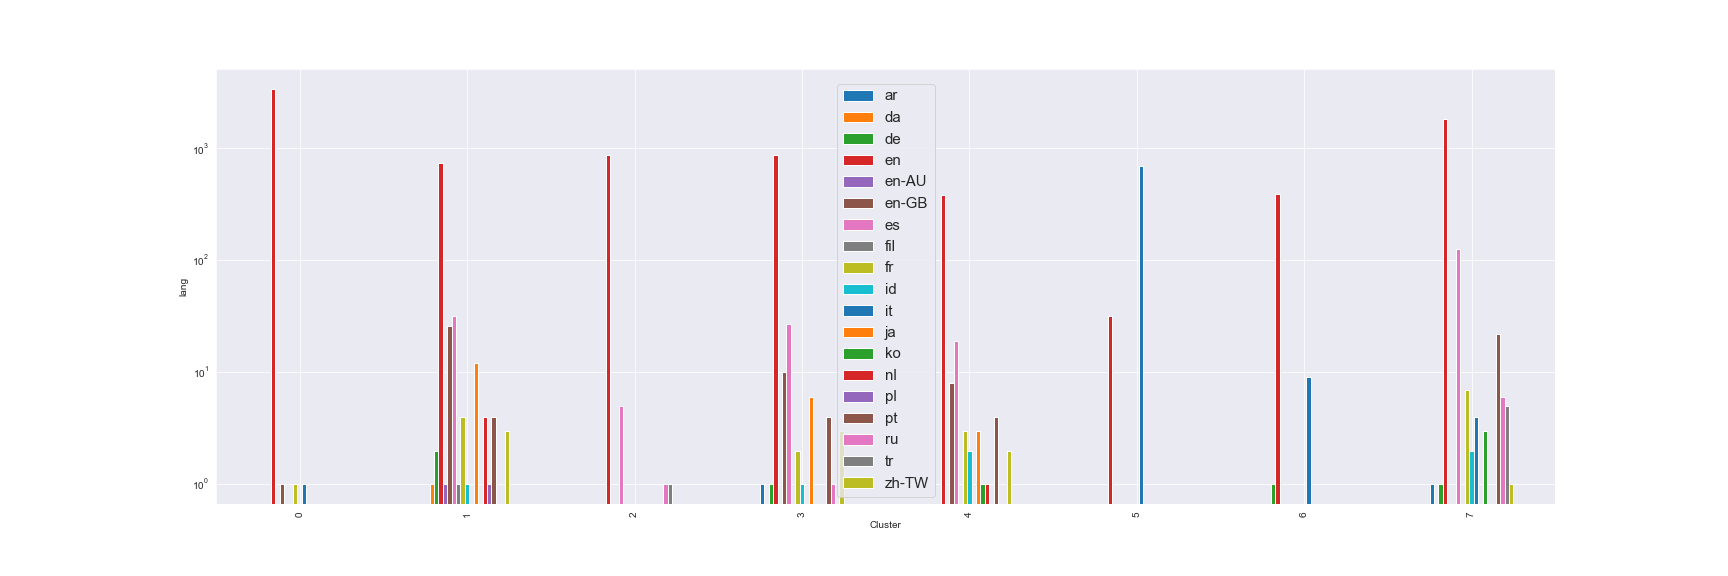 10³
10²
10¹
10⁰
lang
ar
da
de
en
en-AU
en-GB
es
fil
fr
id
it
ja
ko
nl
pl
pt
ru
tr
zh-TW
0 1 2 3 4 5 6 7
Cluster